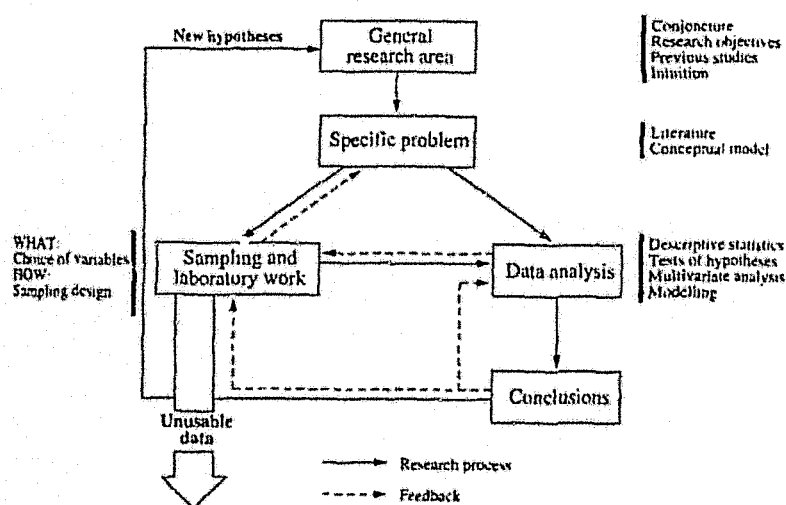 New hypotheses
General
research area
Conjoncture
Research objectives
Previous studies
Intuition
Specific problem
Literature
Conceptual model
WHAT:
Choice of variables
HOW:
Sampling design
Sampling and
laboratory work
Data analysis
Descriptive statistics
Tests of hypotheses
Multivariate analysis
Modelling
Conclusions
Unusable
data
Research process
Feedback